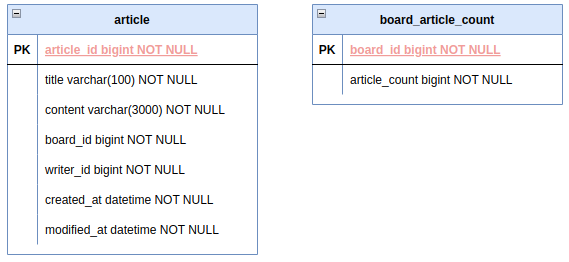 article
PK article_id bigint NOT NULL
title varchar(100) NOT NULL
content varchar(3000) NOT NULL
board_id bigint NOT NULL
writer_id bigint NOT NULL
created_at datetime NOT NULL
modified_at datetime NOT NULL
board_article_count
PK board_id bigint NOT NULL
article_count bigint NOT NULL